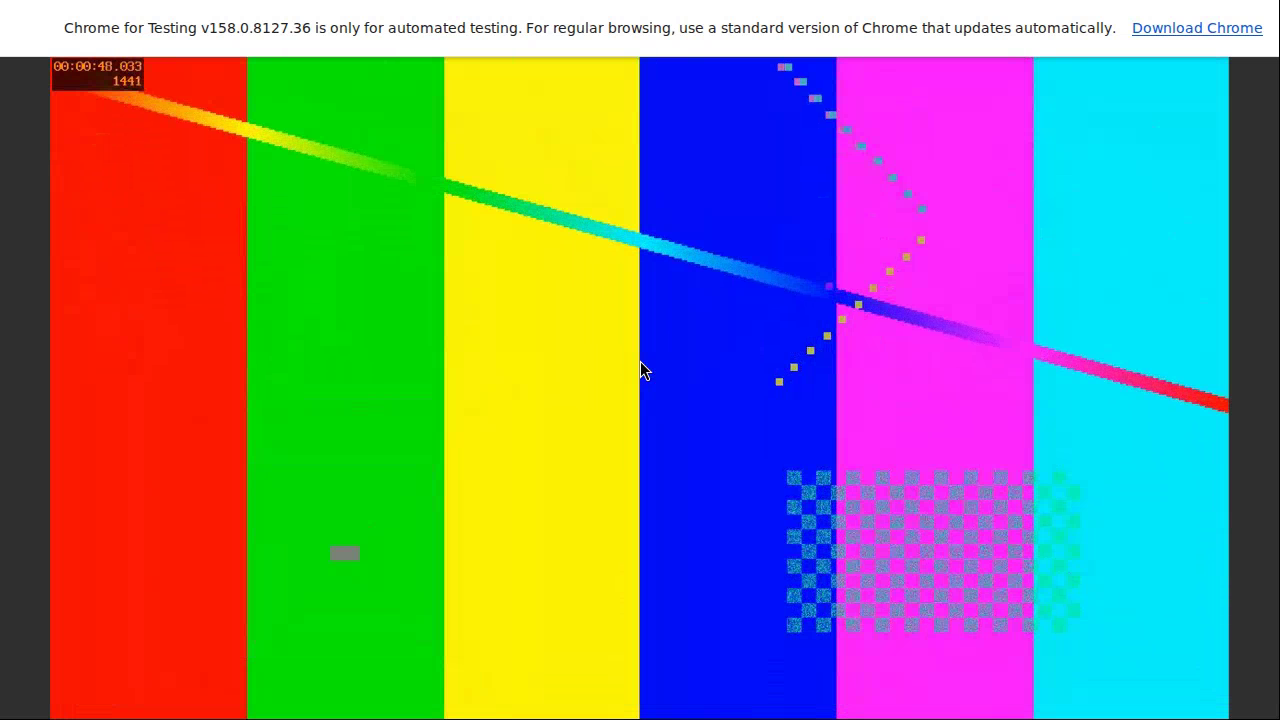 Chrome for Testing v158.0.8127.36 is only for automated testing. For regular browsing, use a standard version of Chrome that updates automatically. Download Chrome
00:00:48.033
1441